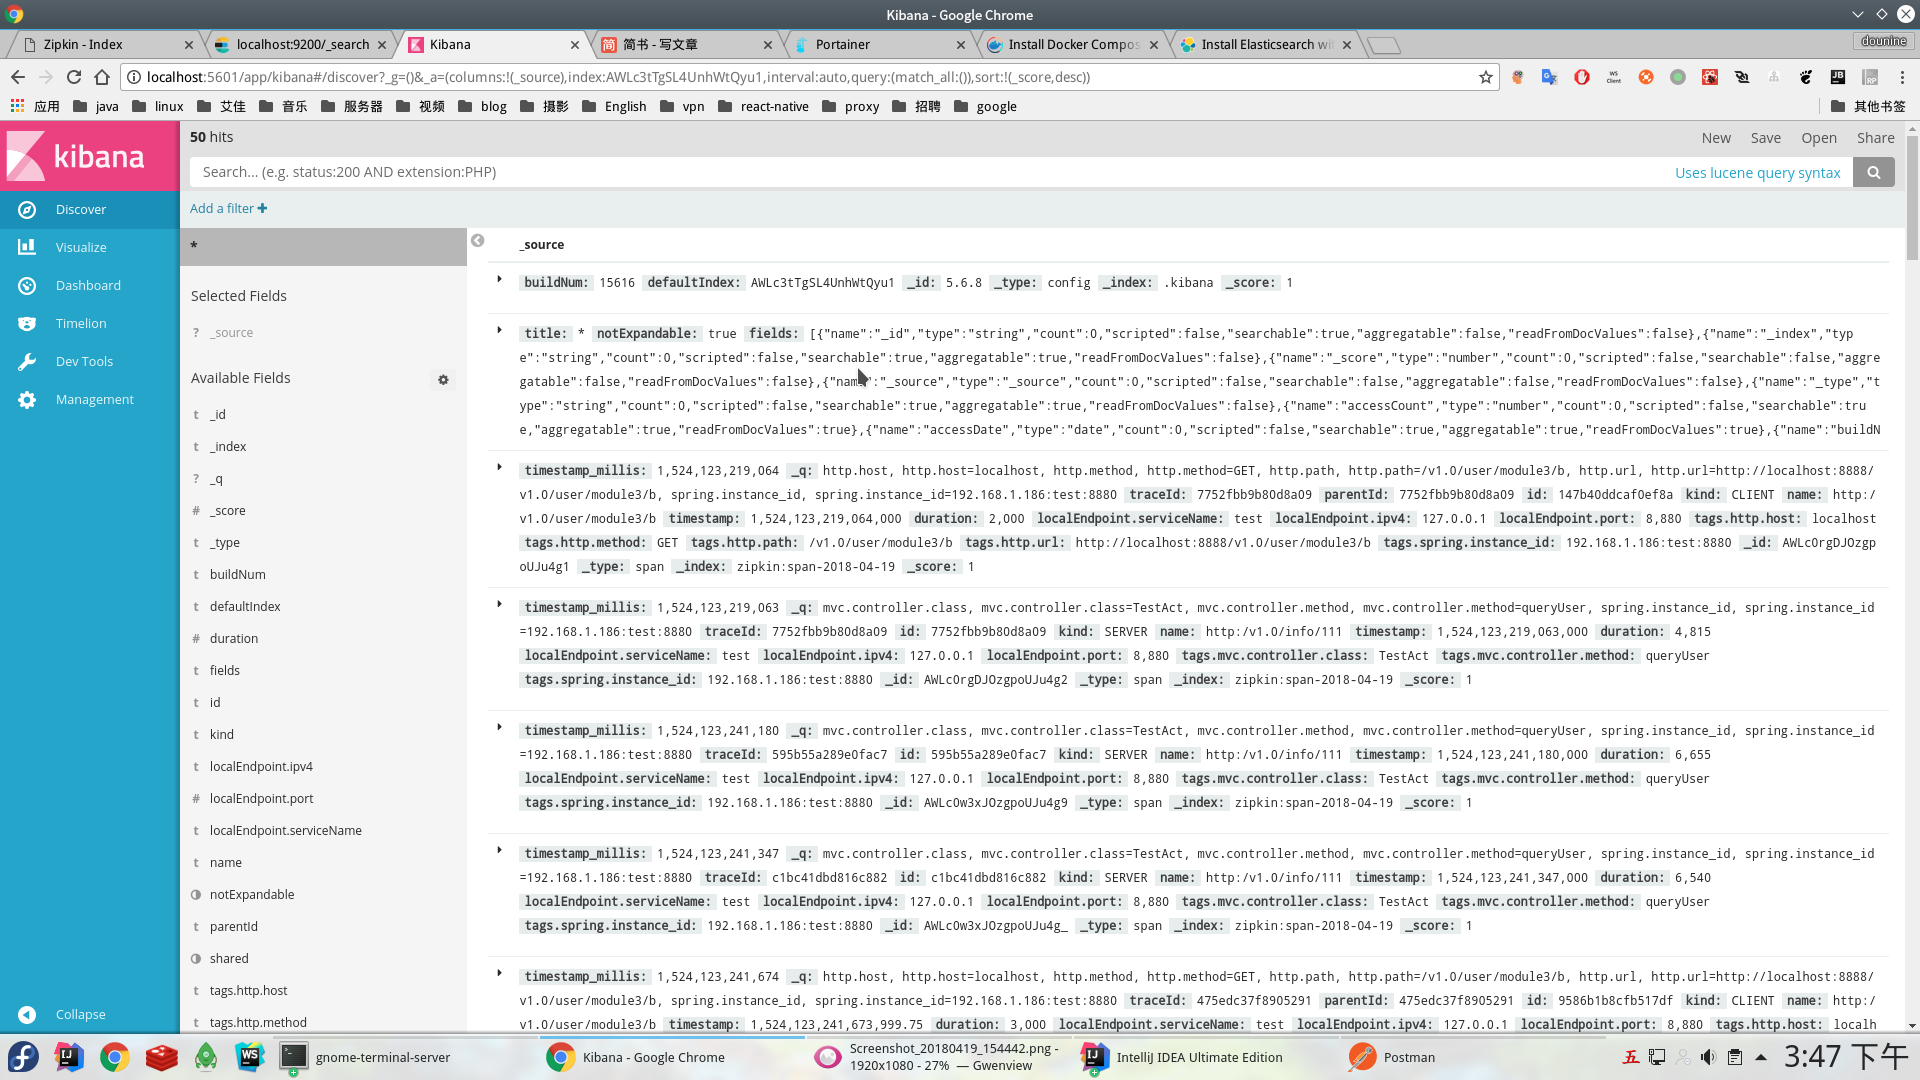 Kibana - Google Chrome
Zipkin - Index
localhost:9200/_search
Kibana
简书 - 写文章
Portainer
Install Docker Compos
Install Elasticsearch wit
dounine
localhost:5601/app/kibana#/discover?_g=()&_a=(columns:!(_source),index:AWLc3tTgSL4UnhWtQyu1,interval:auto,query:(match_all:()),sort:!(_score,desc))
应用 java linux 艾佳 音乐 服务器 视频 blog 摄影 English vpn react-native proxy 招聘 google 其他书签
kibana
Discover
Visualize
Dashboard
Timelion
Dev Tools
Management
Collapse
50 hits
New Save Open Share
Search... (e.g. status:200 AND extension:PHP)
Uses lucene query syntax
Add a filter
*
Selected Fields
? _source
Available Fields
t _id
t _index
? _q
# _score
t _type
t buildNum
t defaultIndex
# duration
t fields
t id
t kind
t localEndpoint.ipv4
# localEndpoint.port
t localEndpoint.serviceName
t name
notExpandable
t parentId
shared
t tags.http.host
t tags.http.method
_source
buildNum: 15616 defaultIndex: AWLc3tTgSL4UnhWtQyu1 _id: 5.6.8 _type: config _index: .kibana _score: 1
title: * notExpandable: true fields: [{"name":"_id","type":"string","count":0,"scripted":false,"searchable":true,"aggregatable":false,"readFromDocValues":false},{"name":"_index","typ
e":"string","count":0,"scripted":false,"searchable":true,"aggregatable":true,"readFromDocValues":false},{"name":"_score","type":"number","count":0,"scripted":false,"searchable":false,"aggre
gatable":false,"readFromDocValues":false},{"name":"_source","type":"_source","count":0,"scripted":false,"searchable":false,"aggregatable":false,"readFromDocValues":false},{"name":"_type","t
ype":"string","count":0,"scripted":false,"searchable":true,"aggregatable":true,"readFromDocValues":false},{"name":"accessCount","type":"number","count":0,"scripted":false,"searchable":tru
e,"aggregatable":true,"readFromDocValues":true},{"name":"accessDate","type":"date","count":0,"scripted":false,"searchable":true,"aggregatable":true,"readFromDocValues":true},{"name":"buildN
timestamp_millis: 1,524,123,219,064 _q: http.host, http.host=localhost, http.method, http.method=GET, http.path, http.path=/v1.0/user/module3/b, http.url, http.url=http://localhost:8888/
v1.0/user/module3/b, spring.instance_id, spring.instance_id=192.168.1.186:test:8880 traceId: 7752fbb9b80d8a09 parentId: 7752fbb9b80d8a09 id: 147b40ddcaf0ef8a kind: CLIENT name: http:/
v1.0/user/module3/b timestamp: 1,524,123,219,064,000 duration: 2,000 localEndpoint.serviceName: test localEndpoint.ipv4: 127.0.0.1 localEndpoint.port: 8,880 tags.http.host: localhost
tags.http.method: GET tags.http.path: /v1.0/user/module3/b tags.http.url: http://localhost:8888/v1.0/user/module3/b tags.spring.instance_id: 192.168.1.186:test:8880 _id: AWLc0rgDJOzgp
oUJu4g1 _type: span _index: zipkin:span-2018-04-19 _score: 1
timestamp_millis: 1,524,123,219,063 _q: mvc.controller.class, mvc.controller.class=TestAct, mvc.controller.method, mvc.controller.method=queryUser, spring.instance_id, spring.instance_id
=192.168.1.186:test:8880 traceId: 7752fbb9b80d8a09 id: 7752fbb9b80d8a09 kind: SERVER name: http:/v1.0/info/111 timestamp: 1,524,123,219,063,000 duration: 4,815
localEndpoint.serviceName: test localEndpoint.ipv4: 127.0.0.1 localEndpoint.port: 8,880 tags.mvc.controller.class: TestAct tags.mvc.controller.method: queryUser
tags.spring.instance_id: 192.168.1.186:test:8880 _id: AWLc0rgDJOzgpoUJu4g2 _type: span _index: zipkin:span-2018-04-19 _score: 1
timestamp_millis: 1,524,123,241,180 _q: mvc.controller.class, mvc.controller.class=TestAct, mvc.controller.method, mvc.controller.method=queryUser, spring.instance_id, spring.instance_id
=192.168.1.186:test:8880 traceId: 595b55a289e0fac7 id: 595b55a289e0fac7 kind: SERVER name: http:/v1.0/info/111 timestamp: 1,524,123,241,180,000 duration: 6,655
localEndpoint.serviceName: test localEndpoint.ipv4: 127.0.0.1 localEndpoint.port: 8,880 tags.mvc.controller.class: TestAct tags.mvc.controller.method: queryUser
tags.spring.instance_id: 192.168.1.186:test:8880 _id: AWLc0w3xJOzgpoUJu4g9 _type: span _index: zipkin:span-2018-04-19 _score: 1
timestamp_millis: 1,524,123,241,347 _q: mvc.controller.class, mvc.controller.class=TestAct, mvc.controller.method, mvc.controller.method=queryUser, spring.instance_id, spring.instance_id
=192.168.1.186:test:8880 traceId: c1bc41dbd816c882 id: c1bc41dbd816c882 kind: SERVER name: http:/v1.0/info/111 timestamp: 1,524,123,241,347,000 duration: 6,540
localEndpoint.serviceName: test localEndpoint.ipv4: 127.0.0.1 localEndpoint.port: 8,880 tags.mvc.controller.class: TestAct tags.mvc.controller.method: queryUser
tags.spring.instance_id: 192.168.1.186:test:8880 _id: AWLc0w3xJOzgpoUJu4g_ _type: span _index: zipkin:span-2018-04-19 _score: 1
timestamp_millis: 1,524,123,241,674 _q: http.host, http.host=localhost, http.method, http.method=GET, http.path, http.path=/v1.0/user/module3/b, http.url, http.url=http://localhost:8888/
v1.0/user/module3/b, spring.instance_id, spring.instance_id=192.168.1.186:test:8880 traceId: 475edc37f8905291 parentId: 475edc37f8905291 id: 9586b1b8cfb517df kind: CLIENT name: http:/
v1.0/user/module3/b timestamp: 1,524,123,241,673,999.75 duration: 3,000 localEndpoint.serviceName: test localEndpoint.ipv4: 127.0.0.1 localEndpoint.port: 8,880 tags.http.host: localh
gnome-terminal-server
Kibana - Google Chrome
Screenshot_20180419_154442.png -
1920x1080 - 27% — Gwenview
IntelliJ IDEA Ultimate Edition
Postman
五
3:47 下午